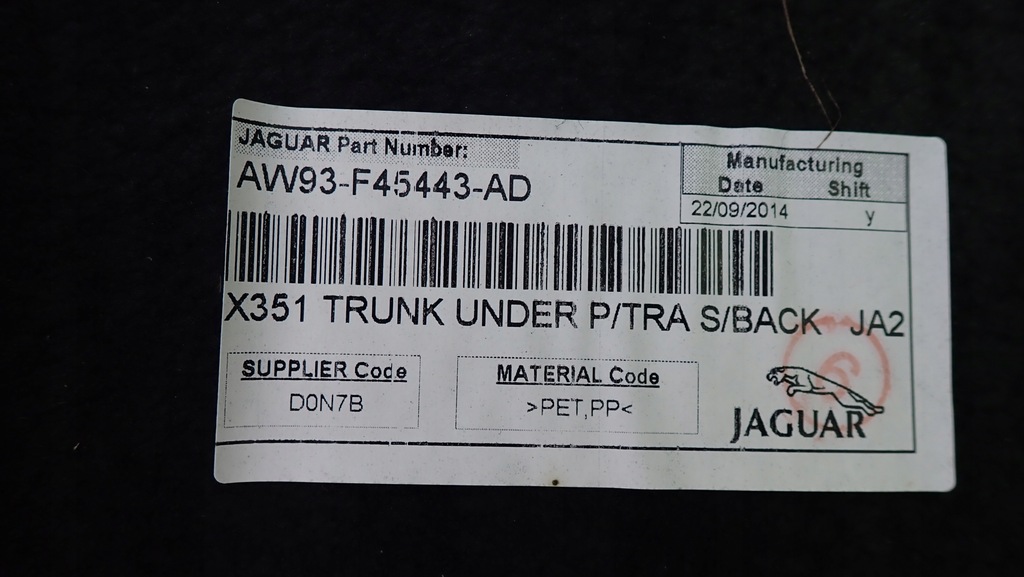 JAGUAR Part Number:
AW93-F45443-AD
Manufacturing
Date Shift
22/09/2014 y
X351 TRUNK UNDER P/TRA S/BACK JA2
SUPPLIER Code
D0N7B
MATERIAL Code
>PET,PP<
JAGUAR